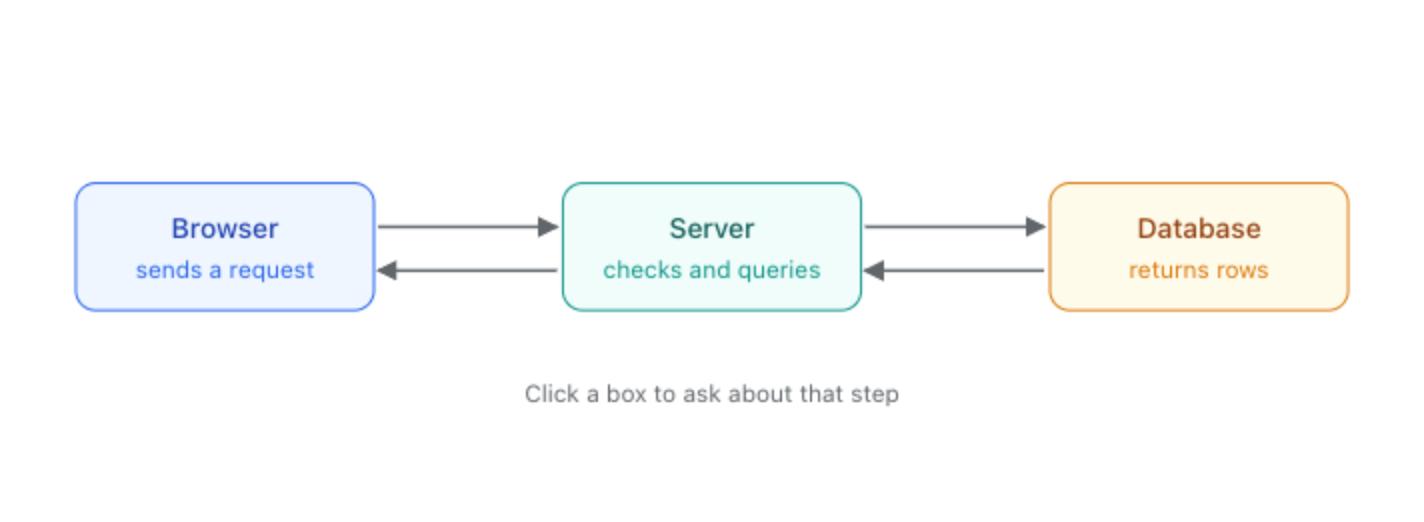 Browser
sends a request
Server
checks and queries
Database
returns rows
Click a box to ask about that step